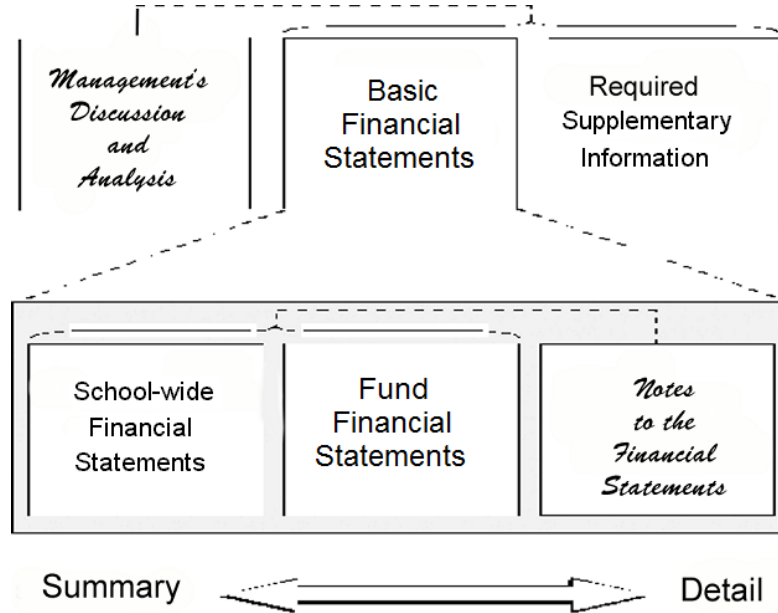 Management's
Discussion
and
Analysis
Basic
Financial
Statements
Required
Supplementary
Information
School-wide
Financial
Statements
Fund
Financial
Statements
Notes
to the
Financial
Statements
Summary
Detail